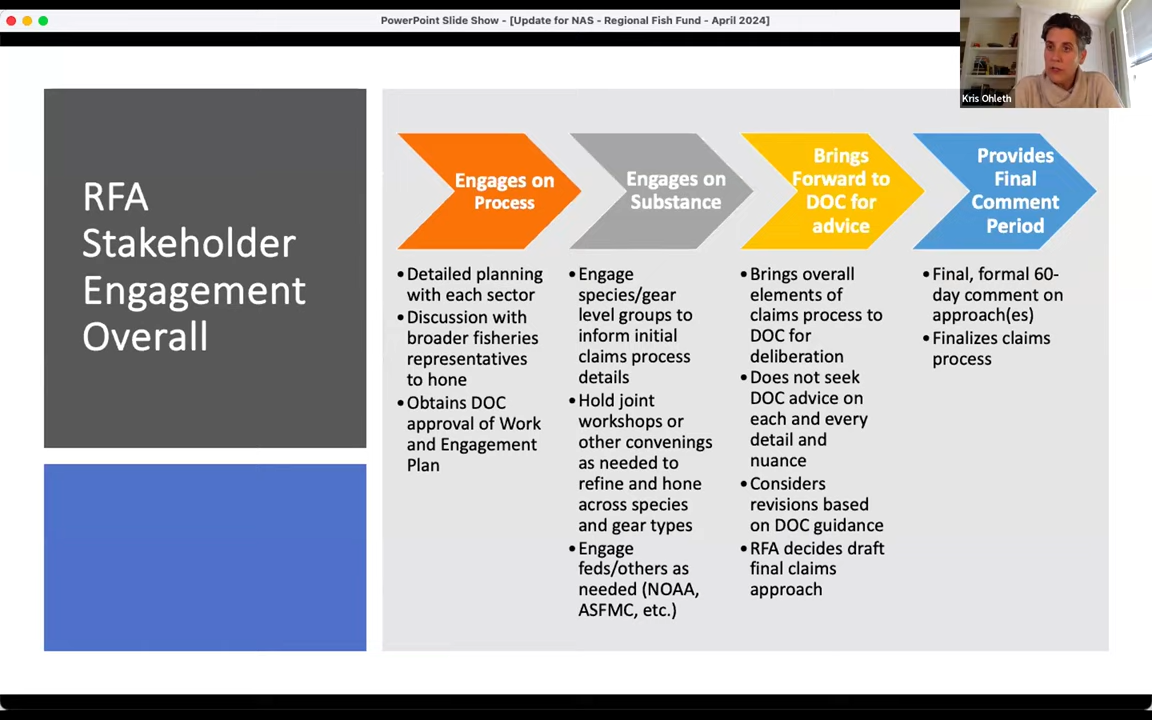 PowerPoint Slide Show - [Update for NAS - Regional Fish Fund - April 2024]
Kris Ohleth
RFA
Stakeholder
Engagement
Overall
Engages on
Process
Engages on
Substance
Brings
Forward to
DOC for
advice
Provides
Final
Comment
Period
•Detailed planning
with each sector
•Discussion with
broader fisheries
representatives
to hone
•Obtains DOC
approval of Work
and Engagement
Plan
•Engage
species/gear
level groups to
inform initial
claims process
details
•Hold joint
workshops or
other convenings
as needed to
refine and hone
across species
and gear types
•Engage
feds/others as
needed (NOAA,
ASFMC, etc.)
•Brings overall
elements of
claims process to
DOC for
deliberation
•Does not seek
DOC advice on
each and every
detail and
nuance
•Considers
revisions based
on DOC guidance
•RFA decides draft
final claims
approach
•Final, formal 60-
day comment on
approach(es)
•Finalizes claims
process